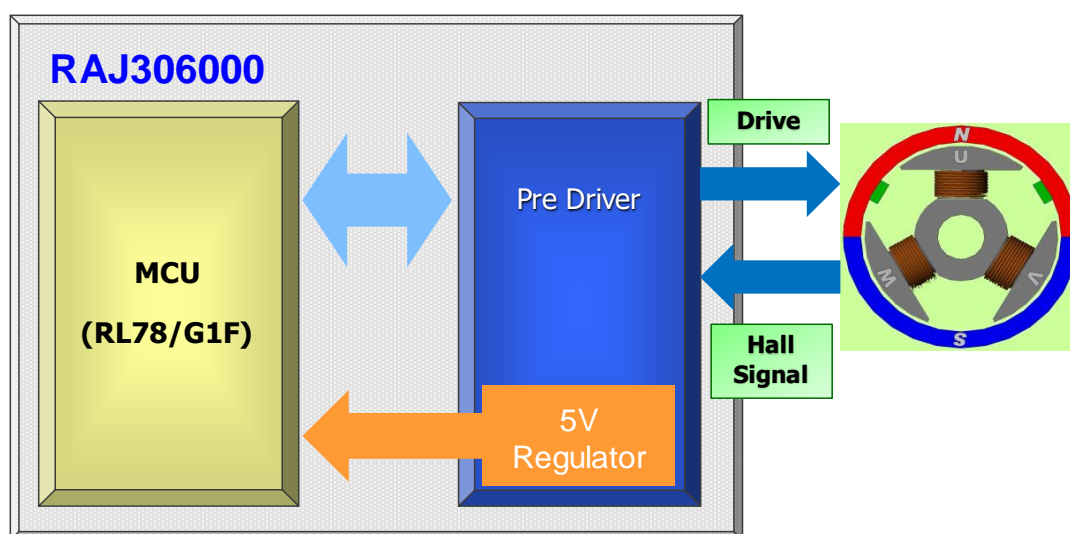 RAJ306000
MCU
(RL78/G1F)
Pre Driver
5V
Regulator
Drive
Hall
Signal
N
U
W
V
S